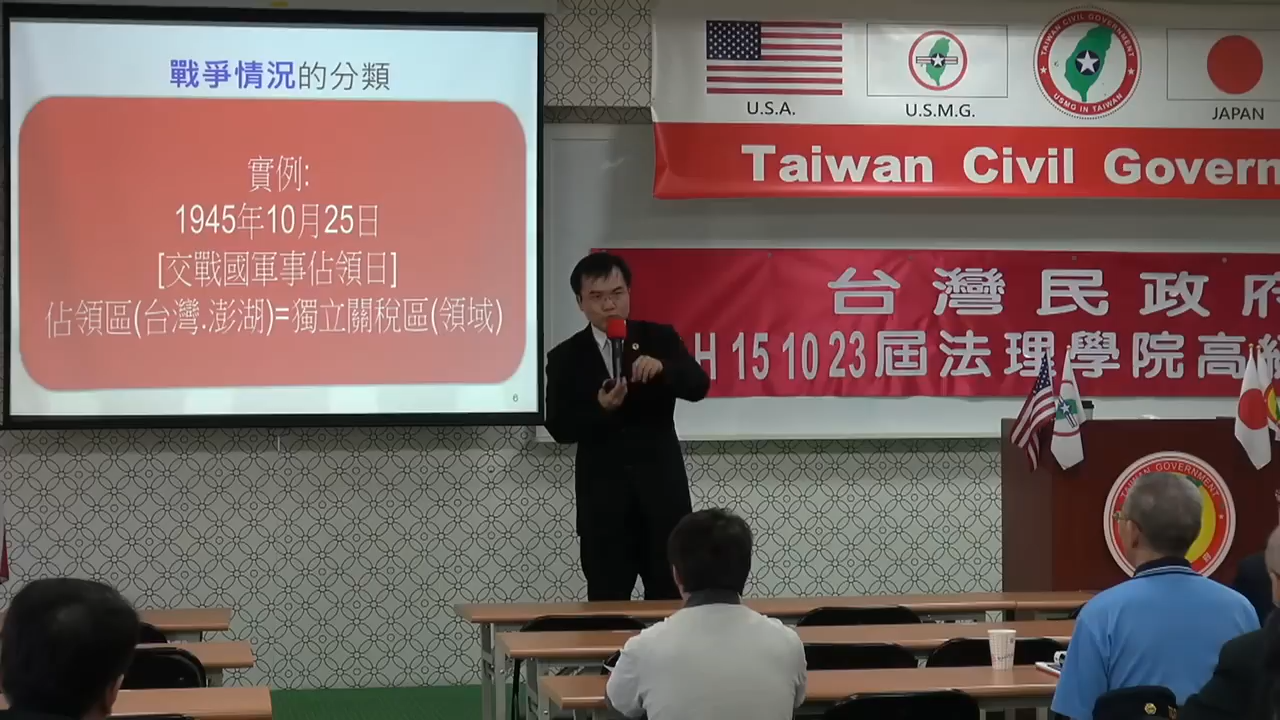 戰爭情況的分類
實例:
1945年10月25日
[交戰國軍事佔領日]
佔領區(台灣.澎湖)=獨立關稅區(領域)
6
U.S.A.
U.S.M.G.
TAIWAN CIVIL GOVERNMENT
USMG IN TAIWAN
JAPAN
Taiwan Civil Govern
台灣民政府
H 15 10 23屆法理學院高級
TAIWAN GOVERNMENT